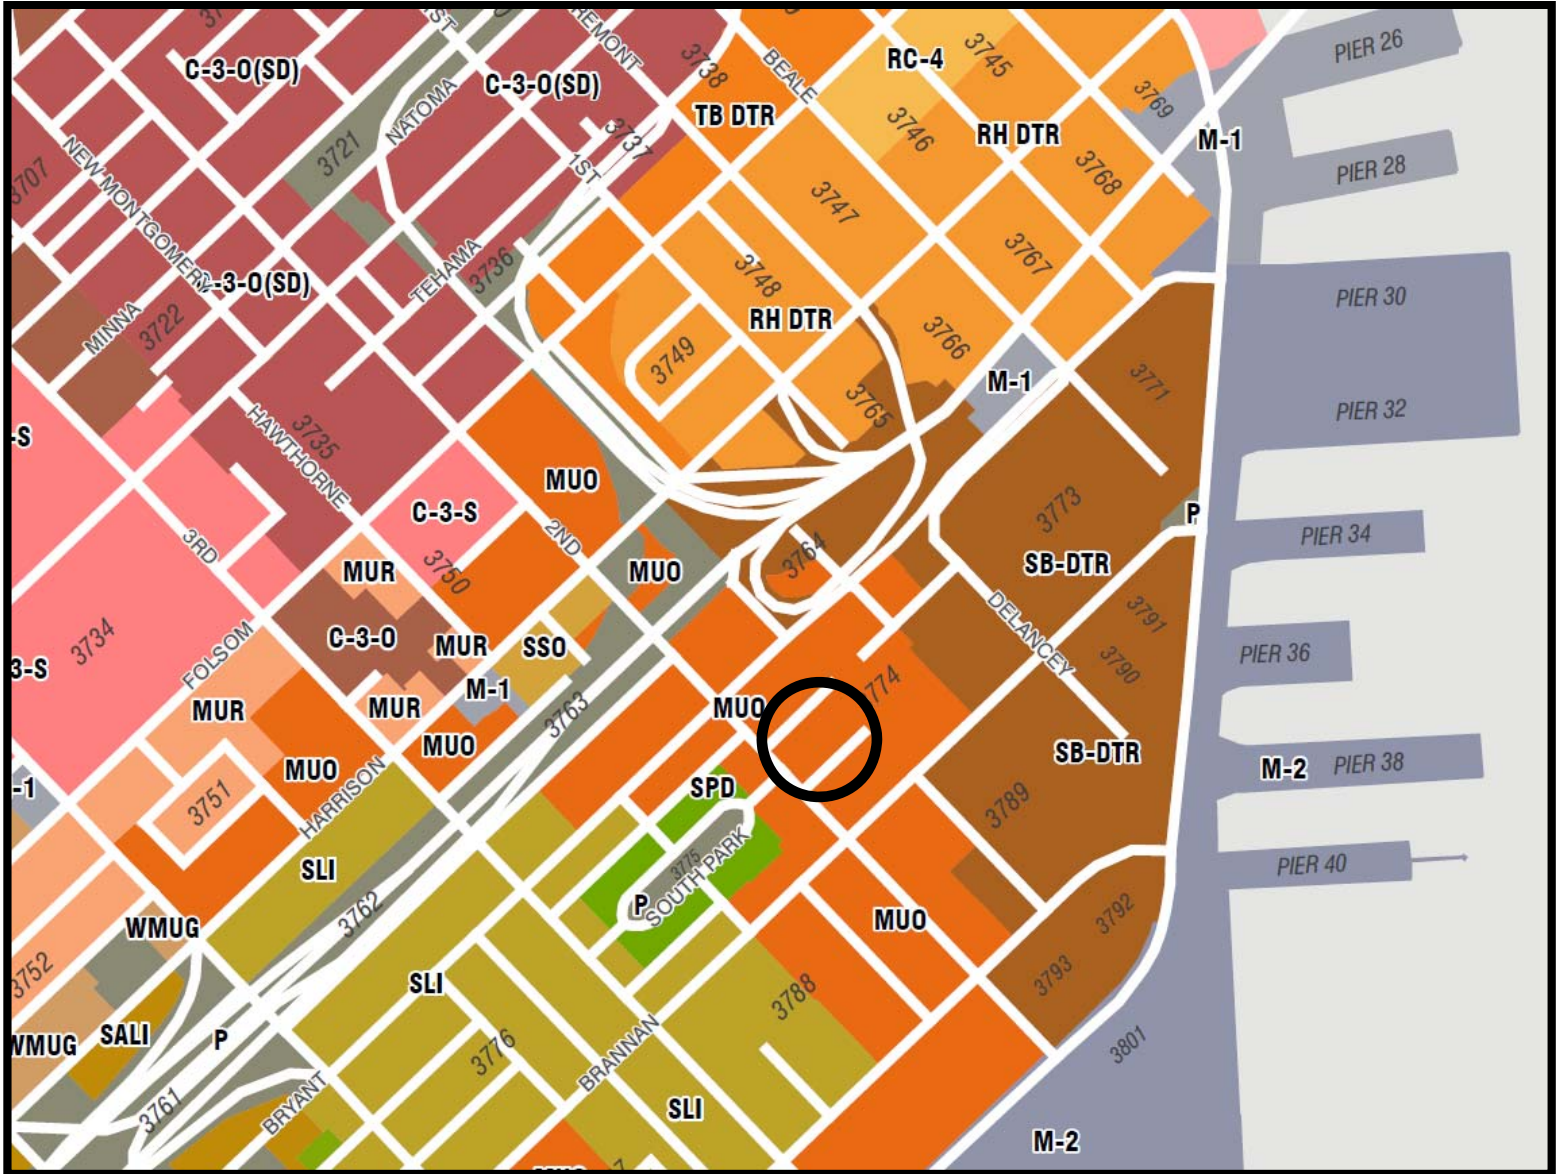 1ST
REMONT
C-3-O(SD)
C-3-O(SD)
NATOMA
3738
BEALE
RC-4
3745
PIER 26
TB DTR
3746
RH DTR
3769
M-1
3707
NEW MONTGOMERY
3721
3737
1ST
3768
PIER 28
3747
3-O(SD)
TEHAMA
3736
3748
3767
PIER 30
MINNA
3722
RH DTR
3766
3749
M-1
3771
3765
PIER 32
-S
HAWTHORNE
3735
MUO
C-3-S
3773
P
PIER 34
3RD
2ND
3764
MUR
3750
MUO
SB-DTR
DELANCEY
3791
3734
FOLSOM
C-3-O
MUR
SSO
PIER 36
3790
3-S
M-1
774
MUR
MUR
3763
MUO
MUO
SB-DTR
MUO
SPD
M-2
PIER 38
-1
3751
HARRISON
3789
SLI
3775
SOUTH PARK
PIER 40
P
3762
WMUG
MUO
3792
3752
SLI
3788
3793
WMUG
SALI
P
3776
3801
BRANNAN
3761
BRYANT
SLI
M-2